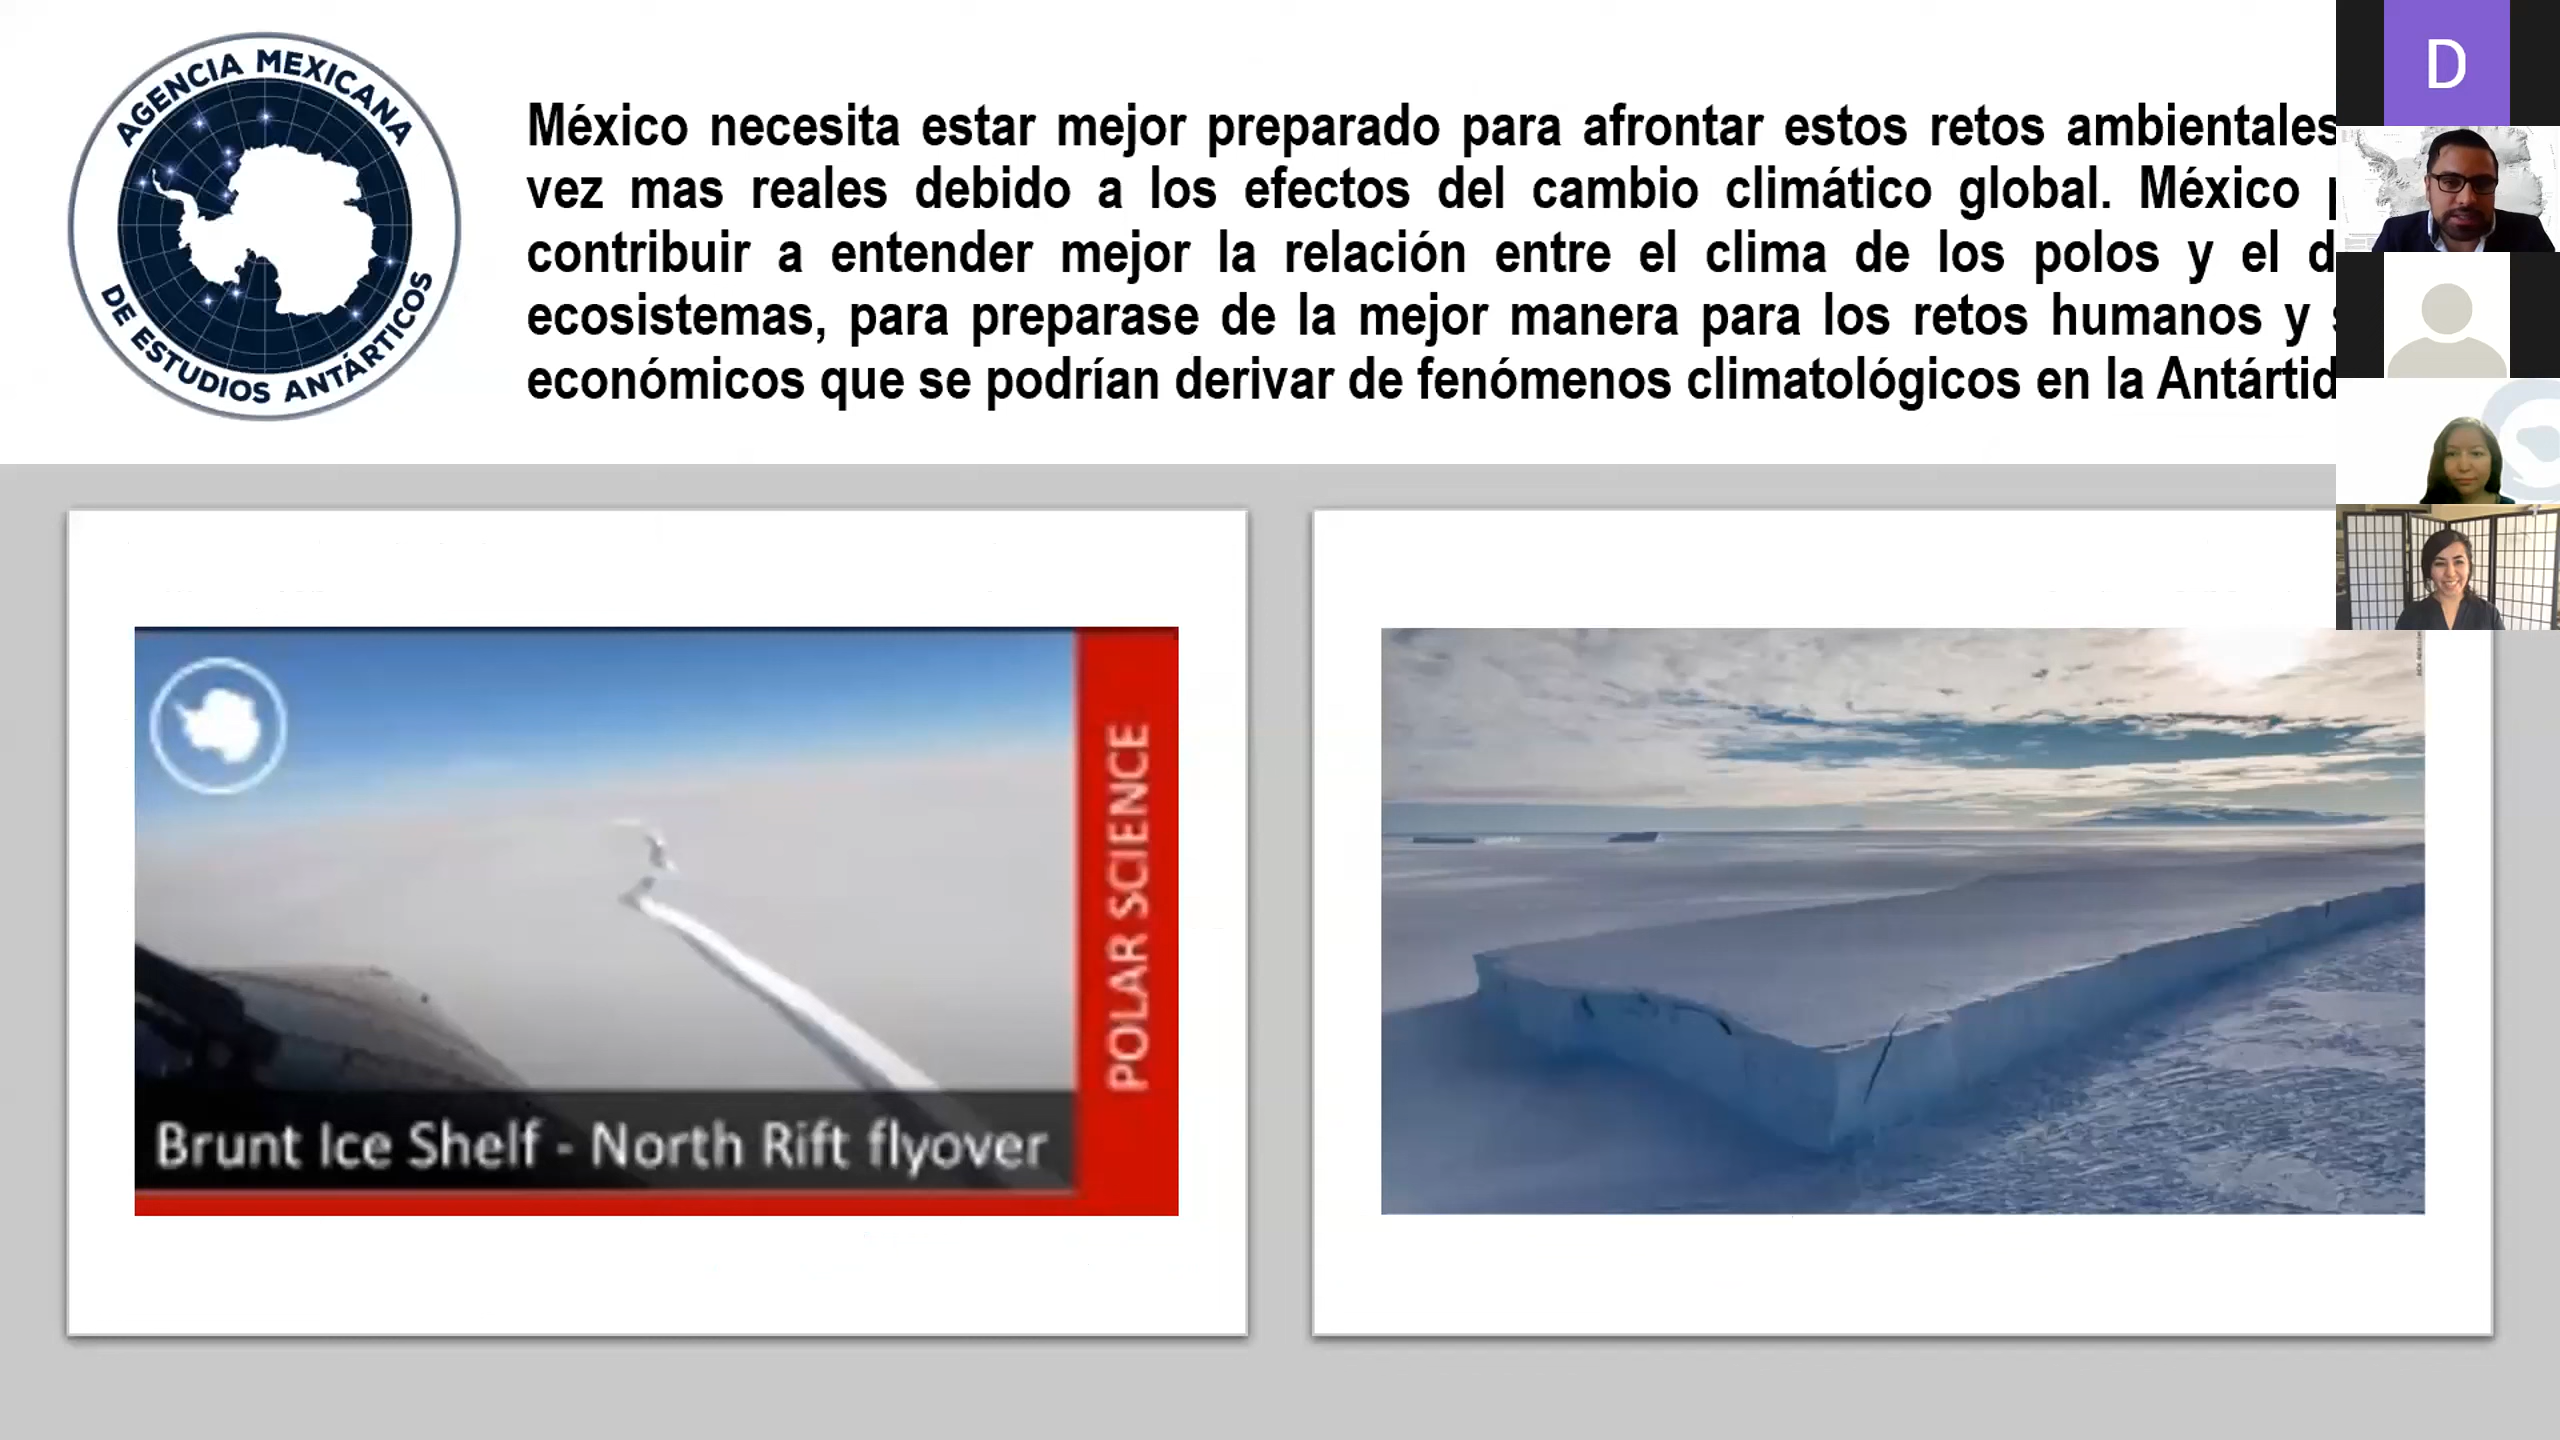 AGENCIA MEXICANA
DE ESTUDIOS ANTÁRTICOS
México necesita estar mejor preparado para afrontar estos retos ambientales
vez mas reales debido a los efectos del cambio climático global. México
contribuir a entender mejor la relación entre el clima de los polos y el
ecosistemas, para preparase de la mejor manera para los retos humanos y
económicos que se podrían derivar de fenómenos climatológicos en la
D
POLAR SCIENCE
Brunt Ice Shelf - North Rift flyover